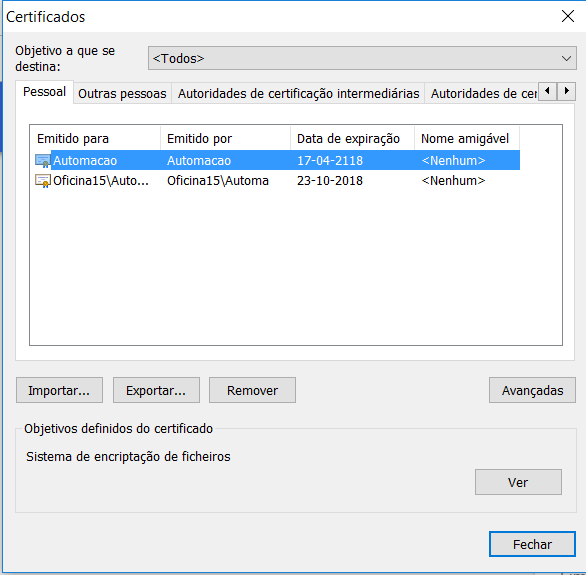 Certificados
Objetivo a que se
destina:
<Todos>
Pessoal
Outras pessoas
Autoridades de certificação intermediárias
Autoridades de cer
Emitido para
Emitido por
Data de expiração
Nome amigável
Automacao
Automacao
17-04-2118
<Nenhum>
Oficina15\Auto...
Oficina15\Automa
23-10-2018
<Nenhum>
Importar...
Exportar...
Remover
Avançadas
Objetivos definidos do certificado
Sistema de encriptação de ficheiros
Ver
Fechar